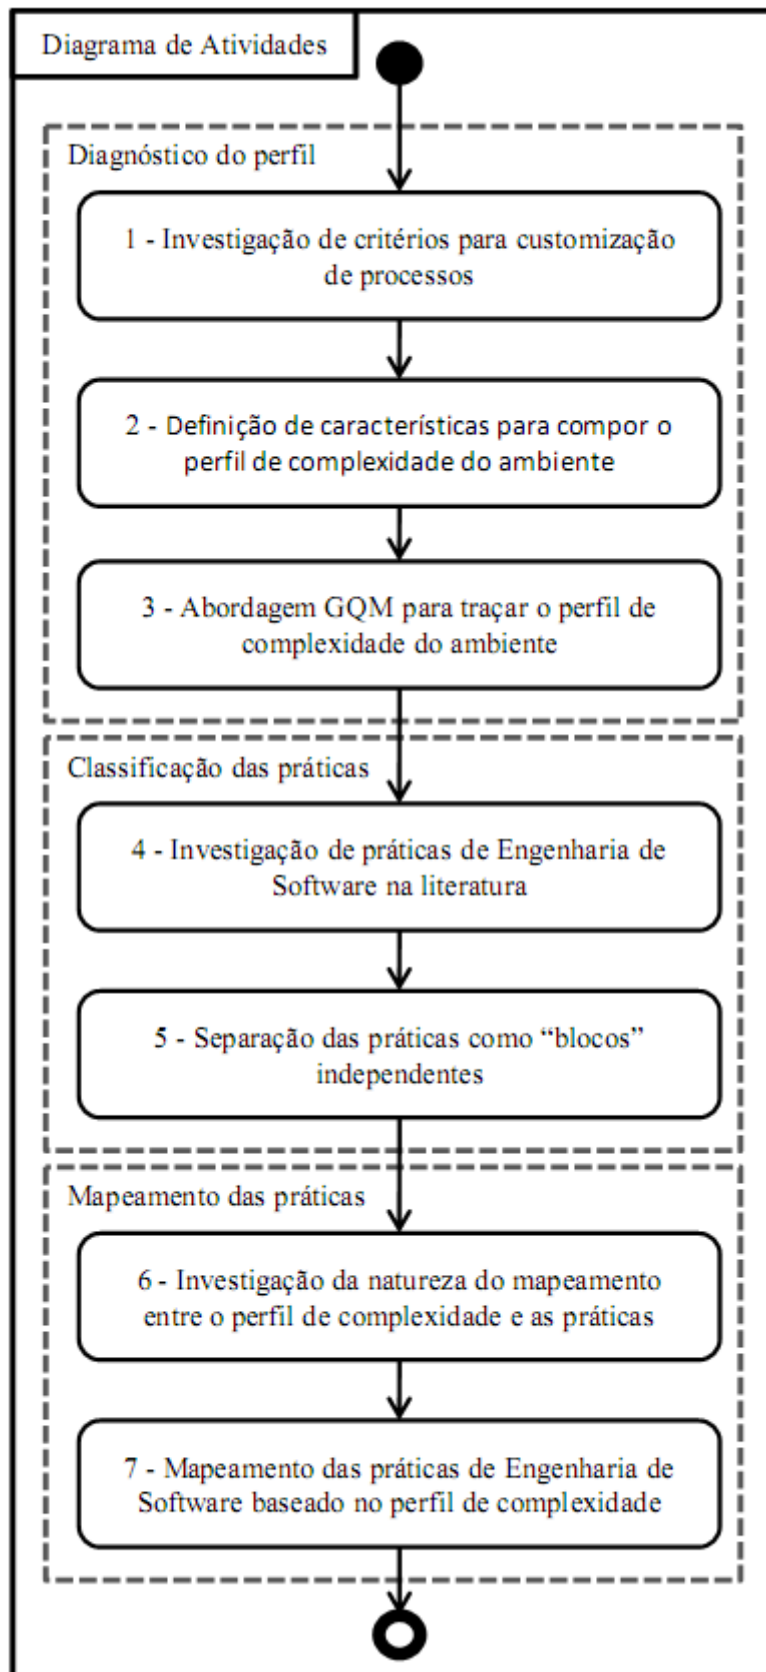 Diagrama de Atividades
Diagnóstico do perfil
1 - Investigação de critérios para customização
de processos
2 - Definição de características para compor o
perfil de complexidade do ambiente
3 - Abordagem GQM para traçar o perfil de
complexidade do ambiente
Classificação das práticas
4 - Investigação de práticas de Engenharia de
Software na literatura
5 - Separação das práticas como “blocos”
independentes
Mapeamento das práticas
6 - Investigação da natureza do mapeamento
entre o perfil de complexidade e as práticas
7 - Mapeamento das práticas de Engenharia de
Software baseado no perfil de complexidade